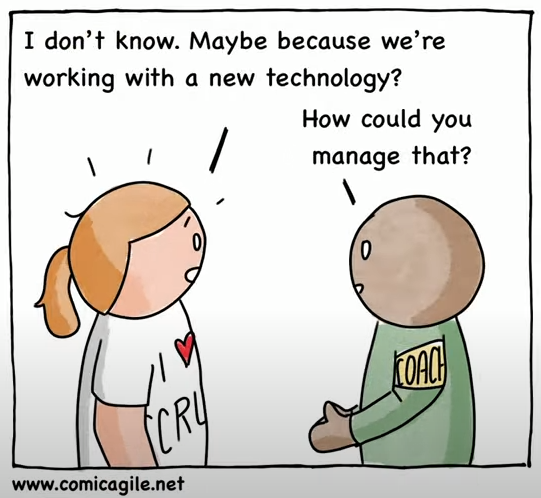 I don't know. Maybe because we're
working with a new technology?
How could you
manage that?
I ♥
CRU
COACH
www.comicagile.net